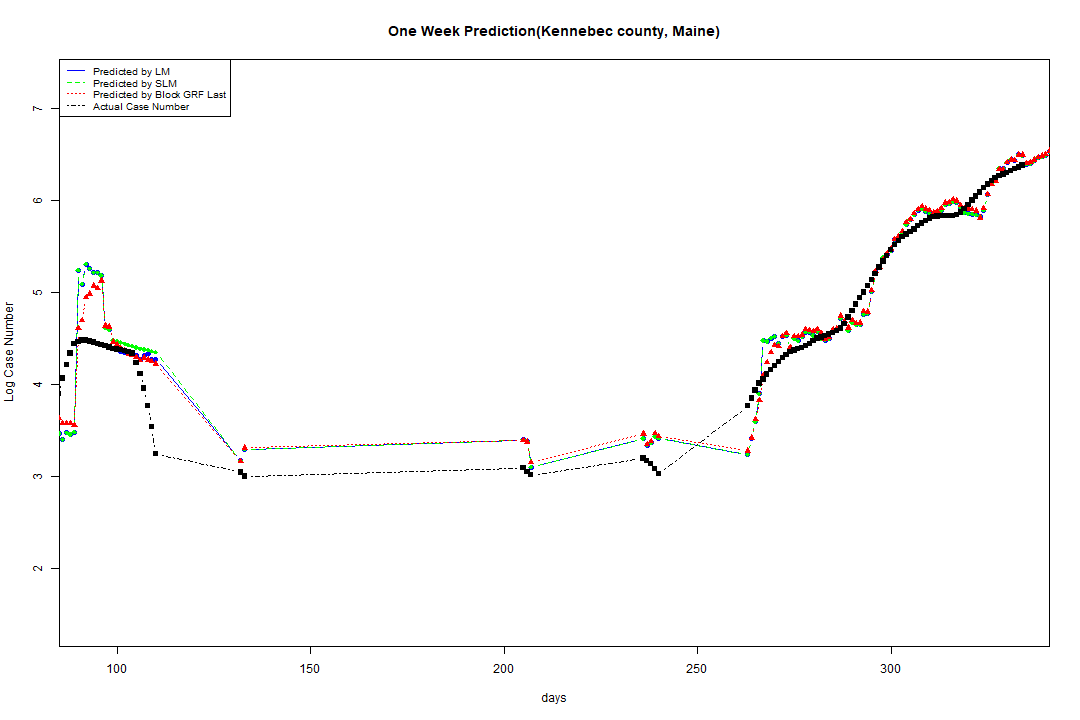 One Week Prediction(Kennebec county, Maine)
Predicted by LM
Predicted by SLM
Predicted by Block GRF Last
Actual Case Number
Log Case Number
7
6
5
4
3
2
100 150 200 250 300
days